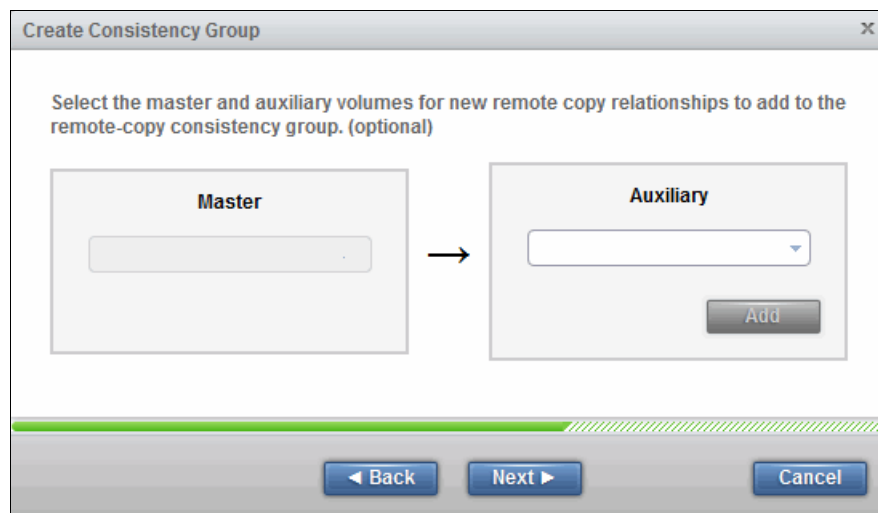 Create Consistency Group
x
Select the master and auxiliary volumes for new remote copy relationships to add to the
remote-copy consistency group. (optional)
Master
Auxiliary
→
Add
◄ Back
Next ►
Cancel